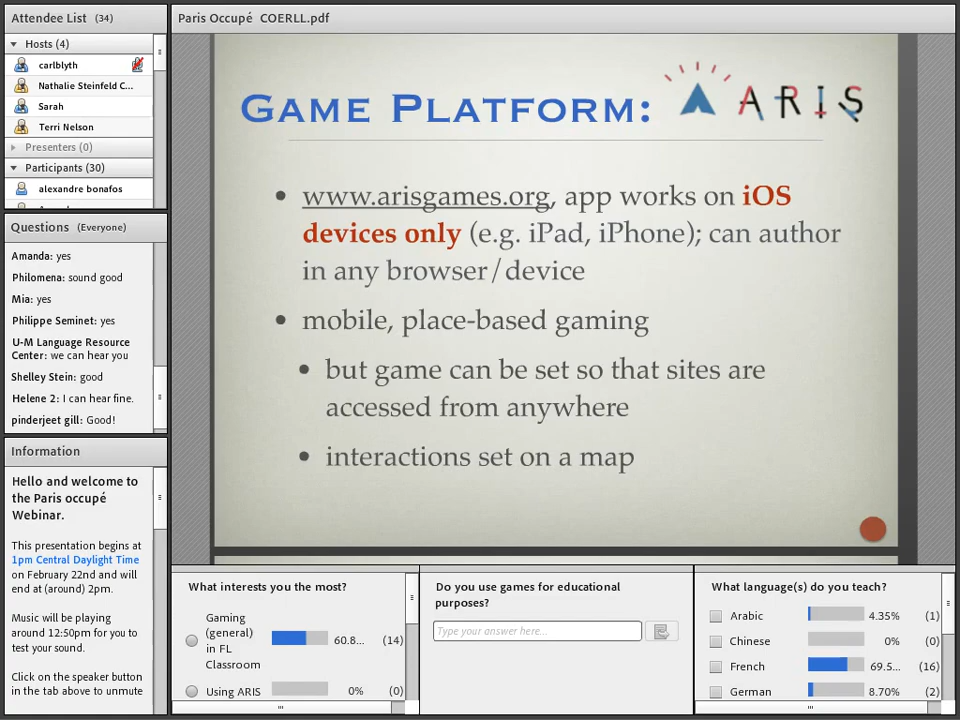 Attendee List (34)
Hosts (4)
carlblyth
Nathalie Steinfeld C...
Sarah
Terri Nelson
Presenters (0)
Participants (30)
alexandre bonafos
Questions (Everyone)
Amanda: yes
Philomena: sound good
Mia: yes
Philippe Seminet: yes
U-M Language Resource
Center: we can hear you
Shelley Stein: good
Helene 2: I can hear fine.
pinderjeet gill: Good!
Information
Hello and welcome to
the Paris occupé
Webinar.
This presentation begins at
1pm Central Daylight Time
on February 22nd and will
end at (around) 2pm.
Music will be playing
around 12:50pm for you to
test your sound.
Click on the speaker button
in the tab above to unmute
Paris Occupé COERLL.pdf
GAME PLATFORM: ARIS
• www.arisgames.org, app works on iOS
devices only (e.g. iPad, iPhone); can author
in any browser/device
• mobile, place-based gaming
• but game can be set so that sites are
accessed from anywhere
• interactions set on a map
What interests you the most?
Gaming
(general)
in FL
Classroom
60.8... (14)
Using ARIS 0% (0)
Do you use games for educational
purposes?
Type your answer here...
What language(s) do you teach?
Arabic 4.35% (1)
Chinese 0% (0)
French 69.5... (16)
German 8.70% (2)